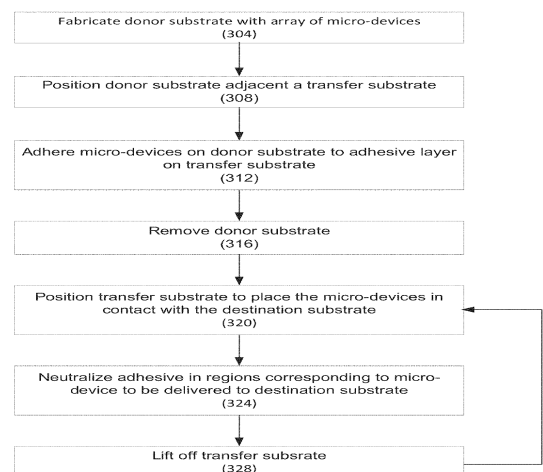 Fabricate donor substrate with array of micro-devices
(304)
Position donor substrate adjacent a transfer substrate
(308)
Adhere micro-devices on donor substrate to adhesive layer
on transfer substrate
(312)
Remove donor substrate
(316)
Position transfer substrate to place the micro-devices in
contact with the destination substrate
(320)
Neutralize adhesive in regions corresponding to micro-
device to be delivered to destination substrate
(324)
Lift off transfer subsrate
(328)